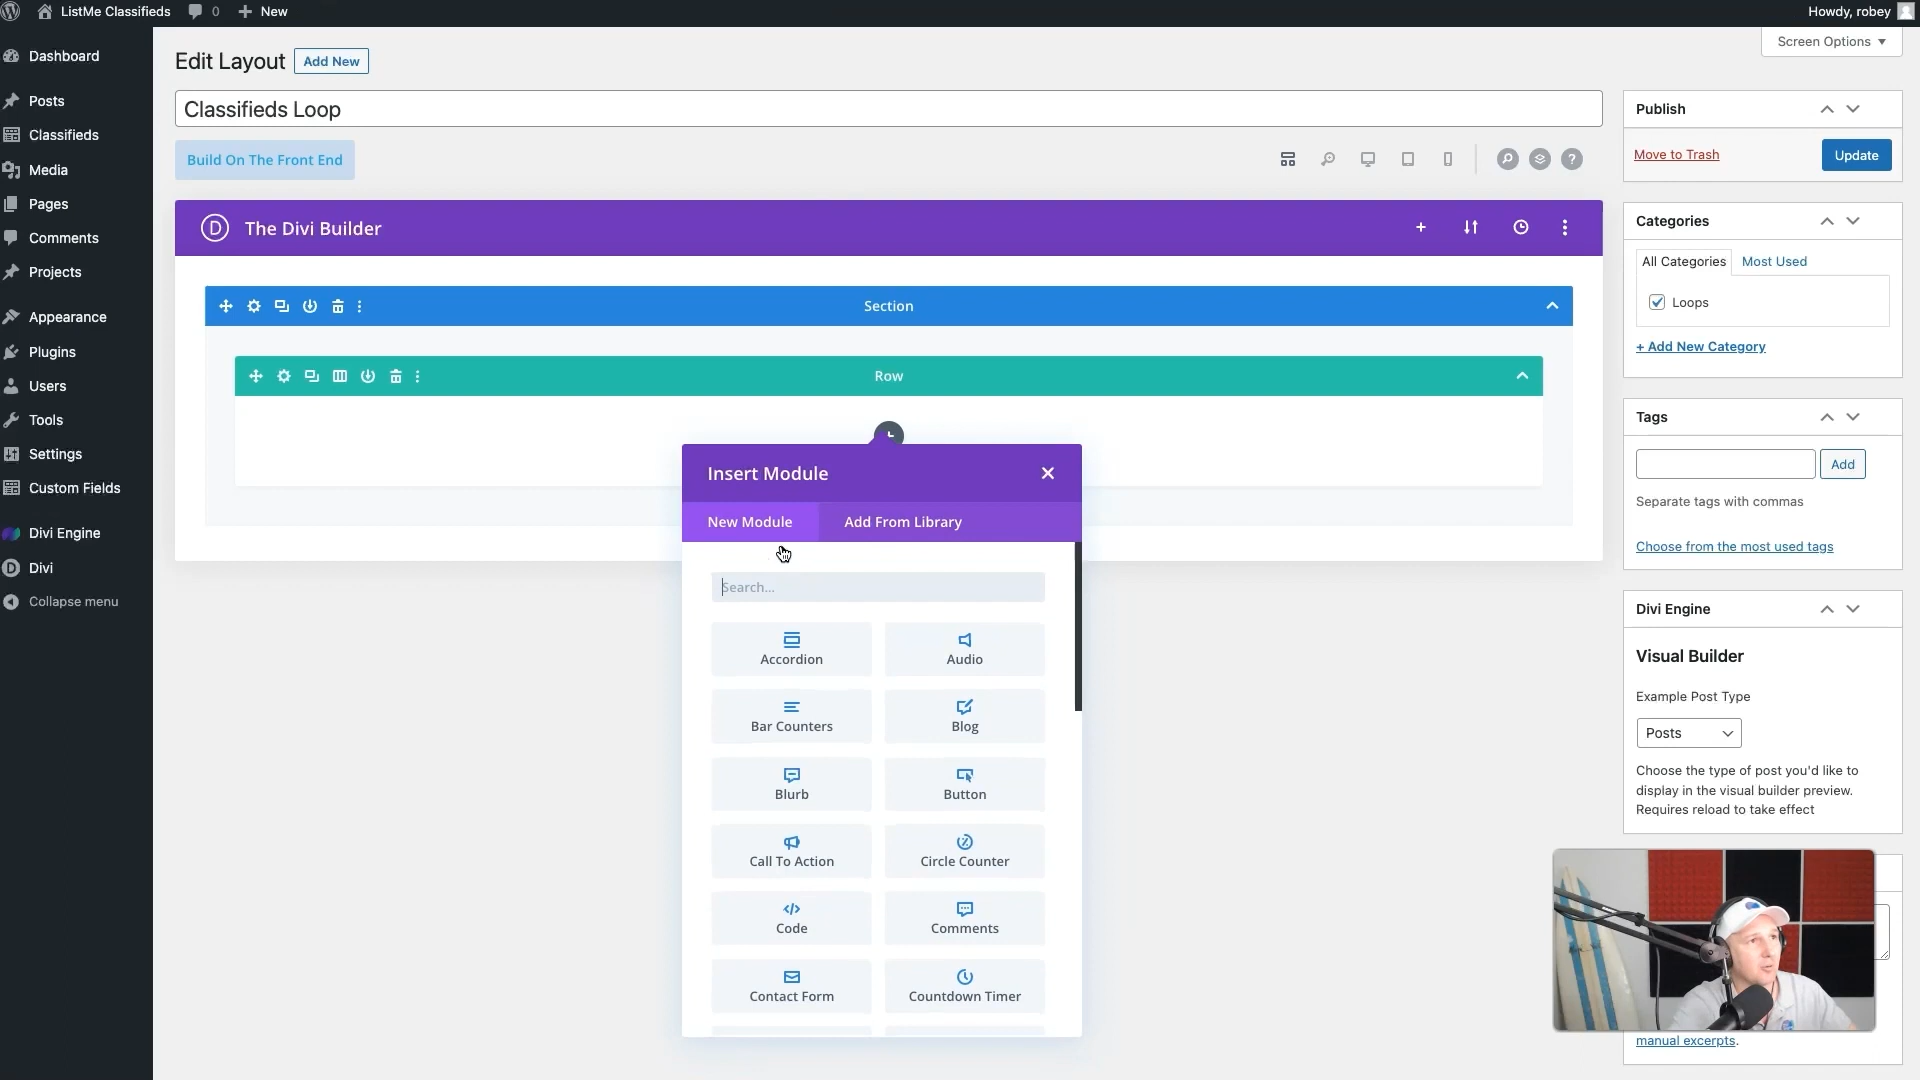 ListMe Classifieds
0
New
Howdy, robey
Dashboard
Posts
Classifieds
Media
Pages
Comments
Projects
Appearance
Plugins
Users
Tools
Settings
Custom Fields
Divi Engine
Divi
Collapse menu
Screen Options
Edit Layout
Add New
Classifieds Loop
Build On The Front End
D The Divi Builder
Section
Row
Insert Module
New Module
Add From Library
Search...
Accordion
Audio
Bar Counters
Blog
Blurb
Button
Call To Action
Circle Counter
Code
Comments
Contact Form
Countdown Timer
Publish
Move to Trash
Update
Categories
All Categories
Most Used
Loops
+ Add New Category
Tags
Add
Separate tags with commas
Choose from the most used tags
Divi Engine
Visual Builder
Example Post Type
Posts
Choose the type of post you'd like to
display in the visual builder preview.
Requires reload to take effect
manual excerpts.